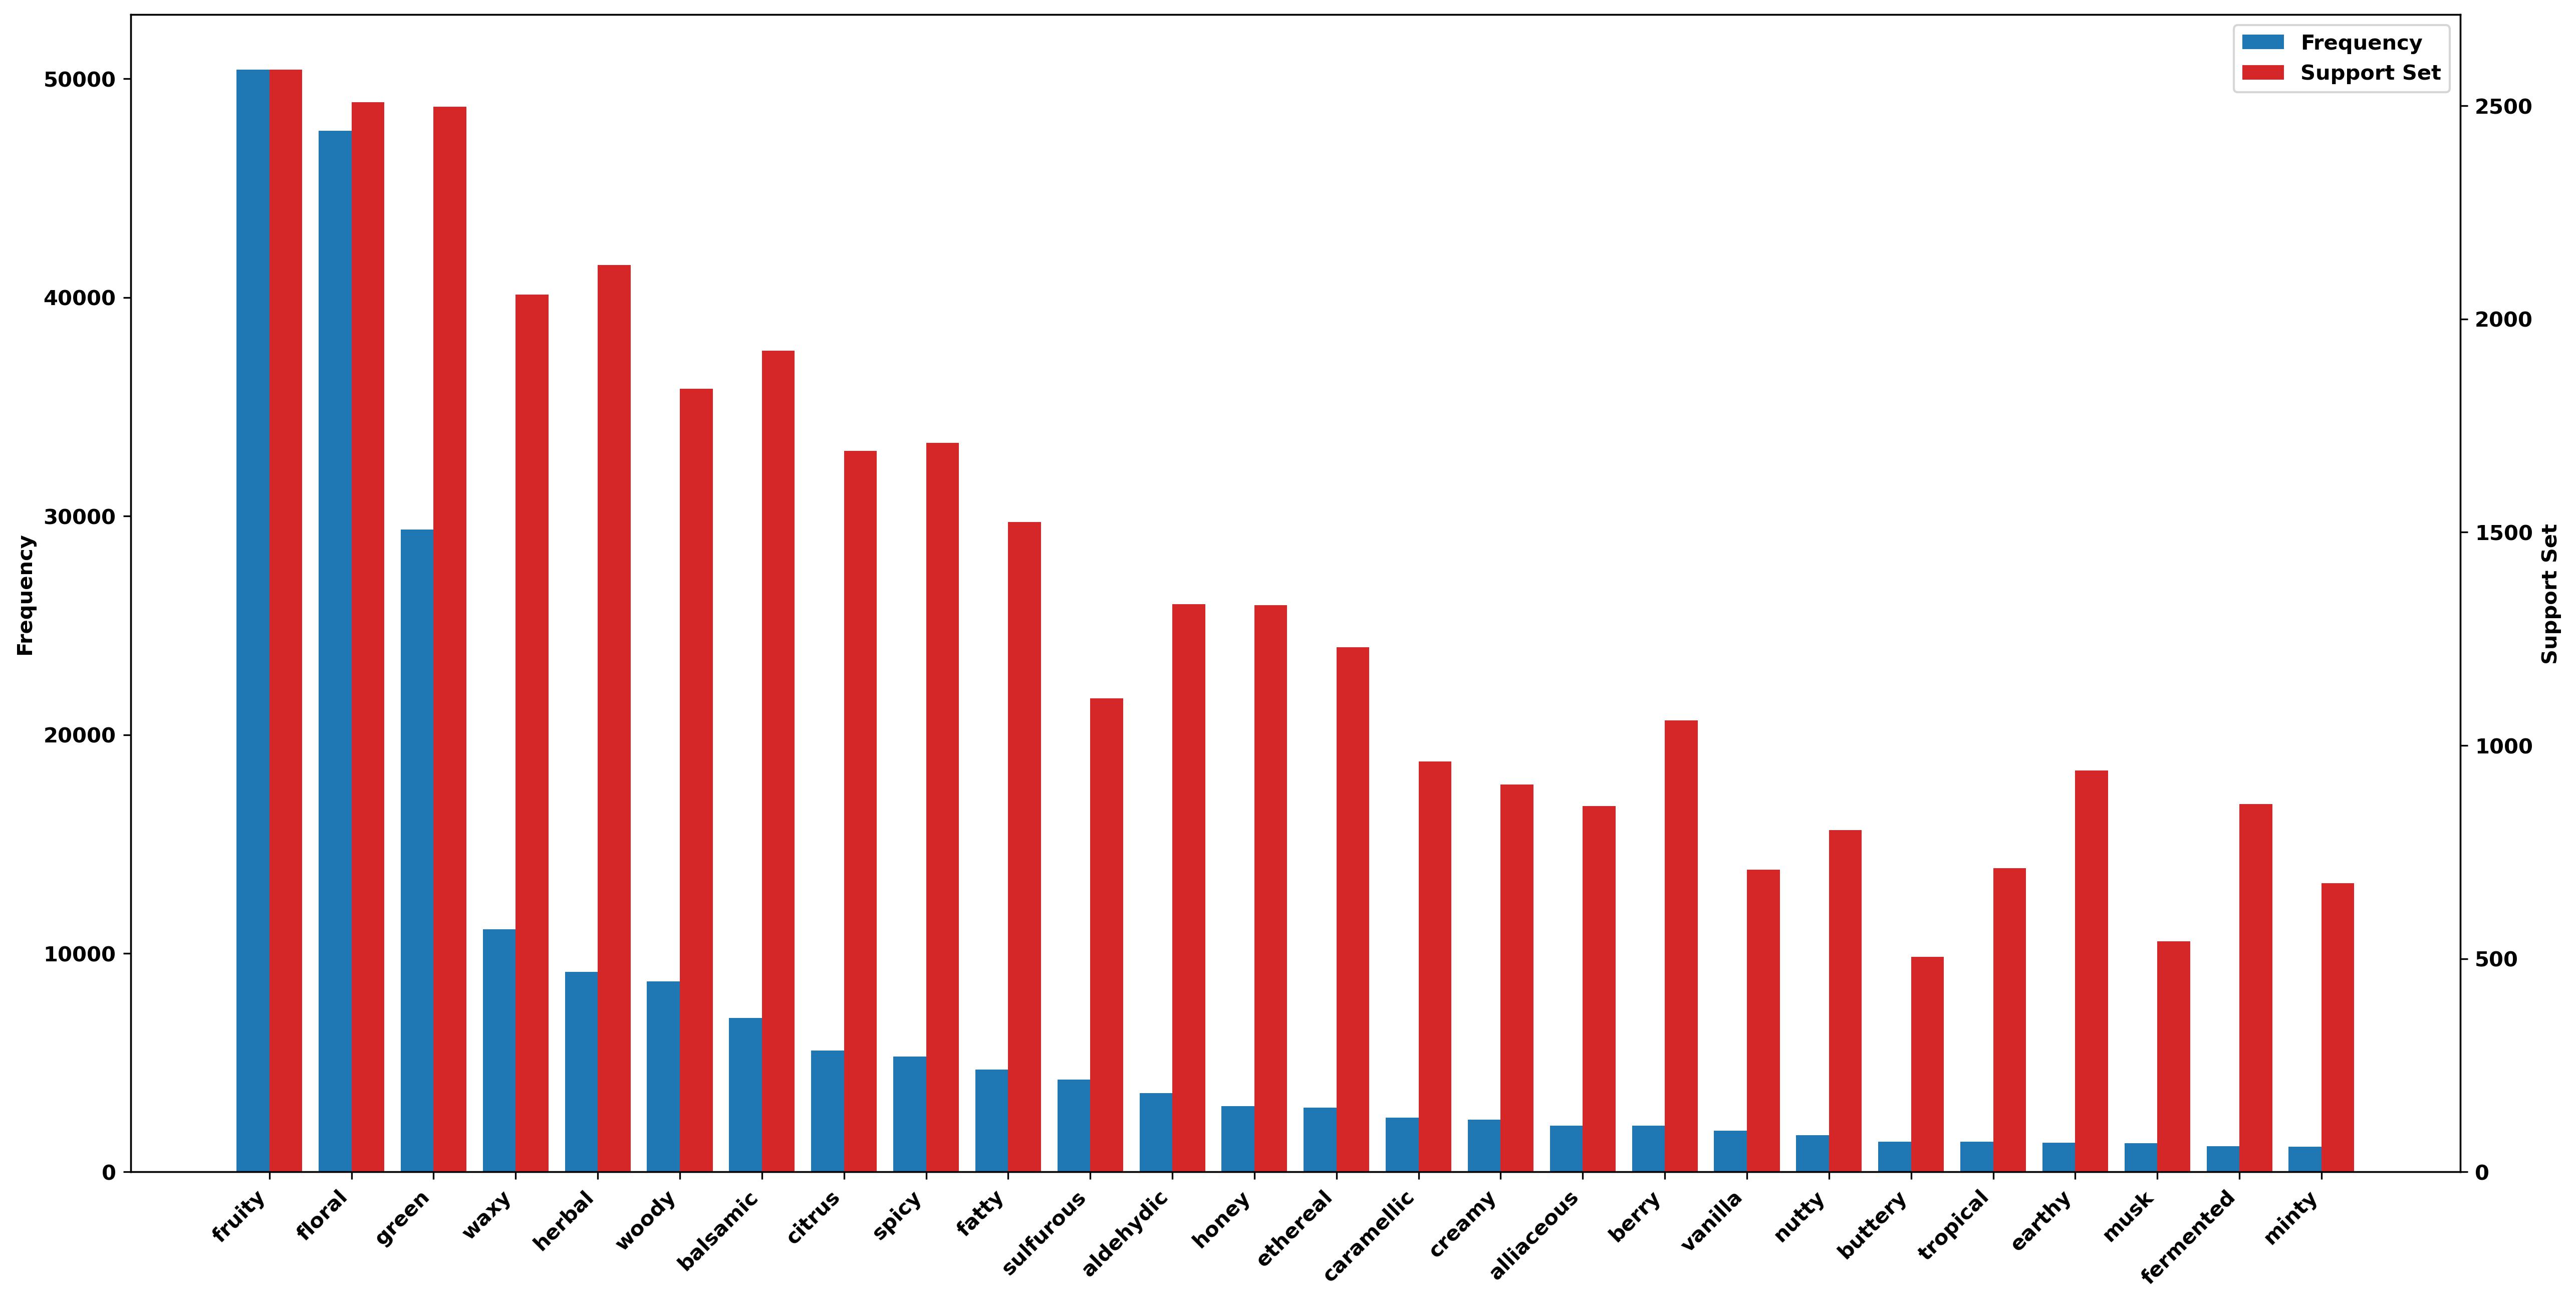 Frequency
Support Set
50000
40000
30000
20000
10000
0
Frequency
2500
2000
1500
1000
500
0
Support Set
fruity
floral
green
waxy
herbal
woody
balsamic
citrus
spicy
fatty
sulfurous
aldehydic
honey
ethereal
caramellic
creamy
alliaceous
berry
vanilla
nutty
buttery
tropical
earthy
musk
fermented
minty